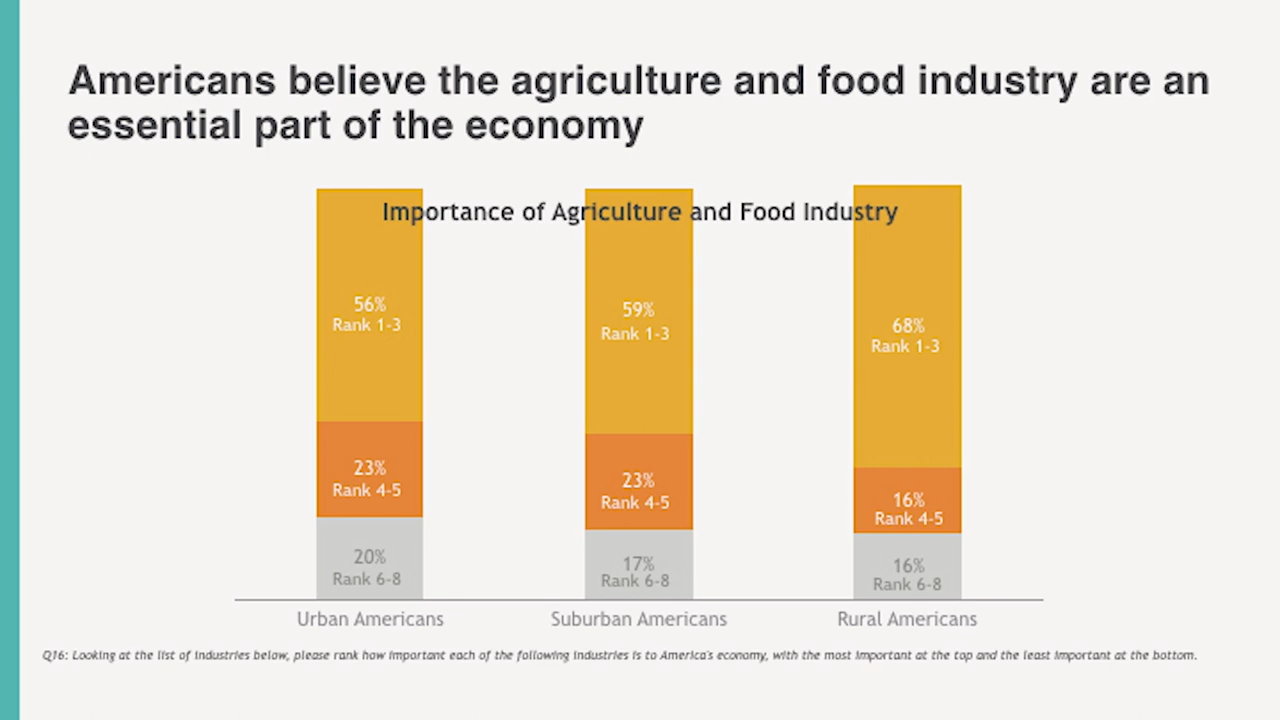 Americans believe the agriculture and food industry are an
essential part of the economy
Importance of Agriculture and Food Industry
56%
Rank 1-3
59%
Rank 1-3
68%
Rank 1-3
23%
Rank 4-5
23%
Rank 4-5
16%
Rank 4-5
20%
Rank 6-8
17%
Rank 6-8
16%
Rank 6-8
Urban Americans
Suburban Americans
Rural Americans
Q16: Looking at the list of industries below, please rank how important each of the following industries is to America's economy, with the most important at the top and the least important at the bottom.